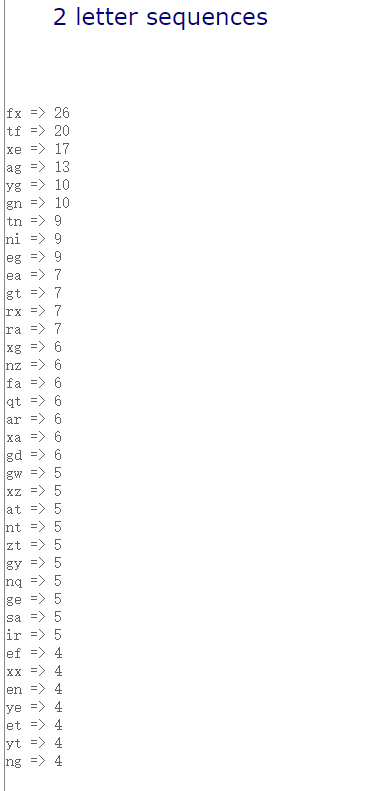 2 letter sequences
fx => 26
tf => 20
xe => 17
ag => 13
yg => 10
gn => 10
tn => 9
ni => 9
eg => 9
ea => 7
gt => 7
rx => 7
ra => 7
xg => 6
nz => 6
fa => 6
qt => 6
ar => 6
xa => 6
gd => 6
gw => 5
xz => 5
at => 5
nt => 5
zt => 5
gy => 5
nq => 5
ge => 5
sa => 5
ir => 5
ef => 4
xx => 4
en => 4
ye => 4
et => 4
yt => 4
ng => 4